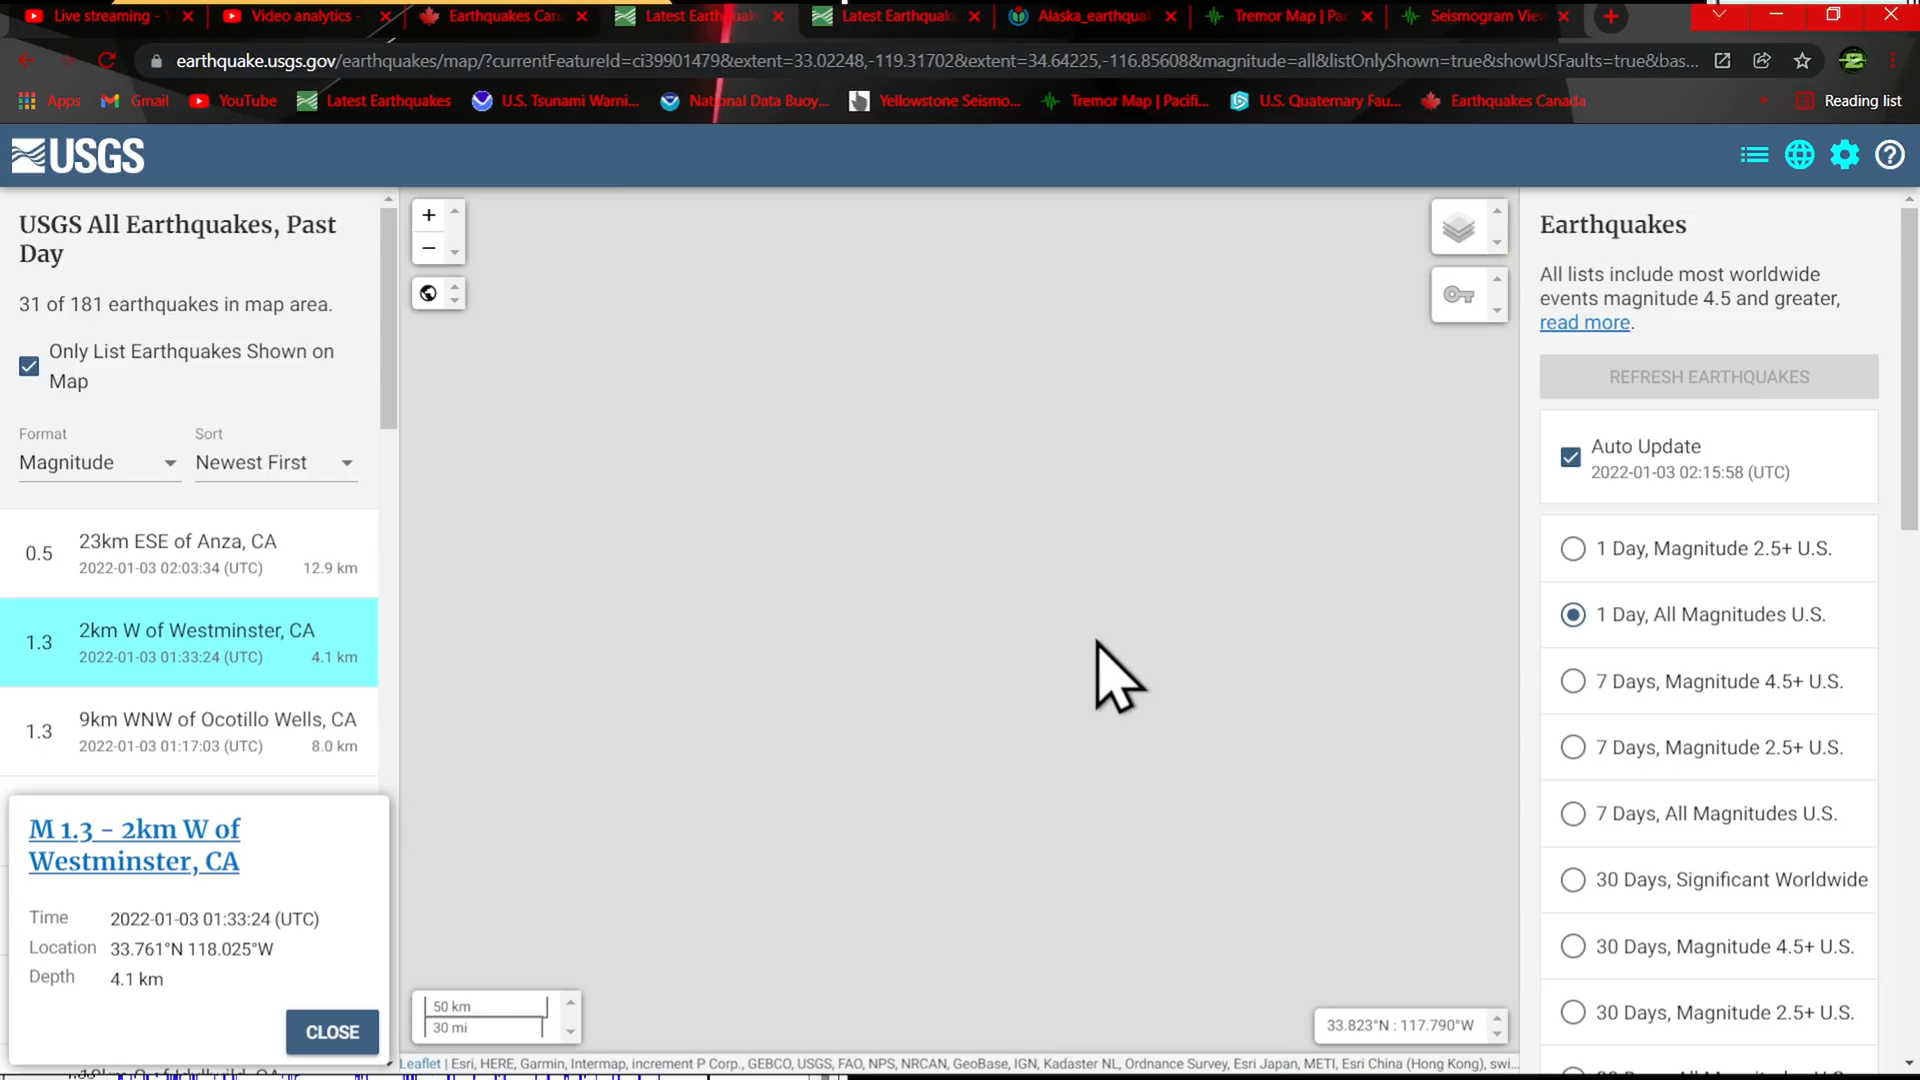 Live streaming -
Video analytics -
Earthquakes Can
Latest Earthquak
Latest Earthquake
Alaska_earthqua
Tremor Map | Pac
Seismogram View
earthquake.usgs.gov/earthquakes/map/?currentFeatureId=ci39901479&extent=33.02248,-119.31702&extent=34.64225,-116.85608&magnitude=all&listOnlyShown=true&showUSFaults=true&bas...
Apps
Gmail
YouTube
Latest Earthquakes
U.S. Tsunami Warni...
National Data Buoy...
Yellowstone Seismo...
Tremor Map | Pacifi...
U.S. Quaternary Fau...
Earthquakes Canada
Reading list
USGS
USGS All Earthquakes, Past
Day
31 of 181 earthquakes in map area.
Only List Earthquakes Shown on
Map
Format
Sort
Magnitude
Newest First
0.5
23km ESE of Anza, CA
2022-01-03 02:03:34 (UTC)
12.9 km
1.3
2km W of Westminster, CA
2022-01-03 01:33:24 (UTC)
4.1 km
1.3
9km WNW of Ocotillo Wells, CA
2022-01-03 01:17:03 (UTC)
8.0 km
M 1.3 - 2km W of
Westminster, CA
Time 2022-01-03 01:33:24 (UTC)
Location 33.761°N 118.025°W
Depth 4.1 km
CLOSE
50 km
30 mi
33.823°N : 117.790°W
Leaflet | Esri, HERE, Garmin, Intermap, increment P Corp., GEBCO, USGS, FAO, NPS, NRCAN, GeoBase, IGN, Kadaster NL, Ordnance Survey, Esri Japan, METI, Esri China (Hong Kong), swi...
Earthquakes
All lists include most worldwide
events magnitude 4.5 and greater,
read more.
REFRESH EARTHQUAKES
Auto Update
2022-01-03 02:15:58 (UTC)
1 Day, Magnitude 2.5+ U.S.
1 Day, All Magnitudes U.S.
7 Days, Magnitude 4.5+ U.S.
7 Days, Magnitude 2.5+ U.S.
7 Days, All Magnitudes U.S.
30 Days, Significant Worldwide
30 Days, Magnitude 4.5+ U.S.
30 Days, Magnitude 2.5+ U.S.